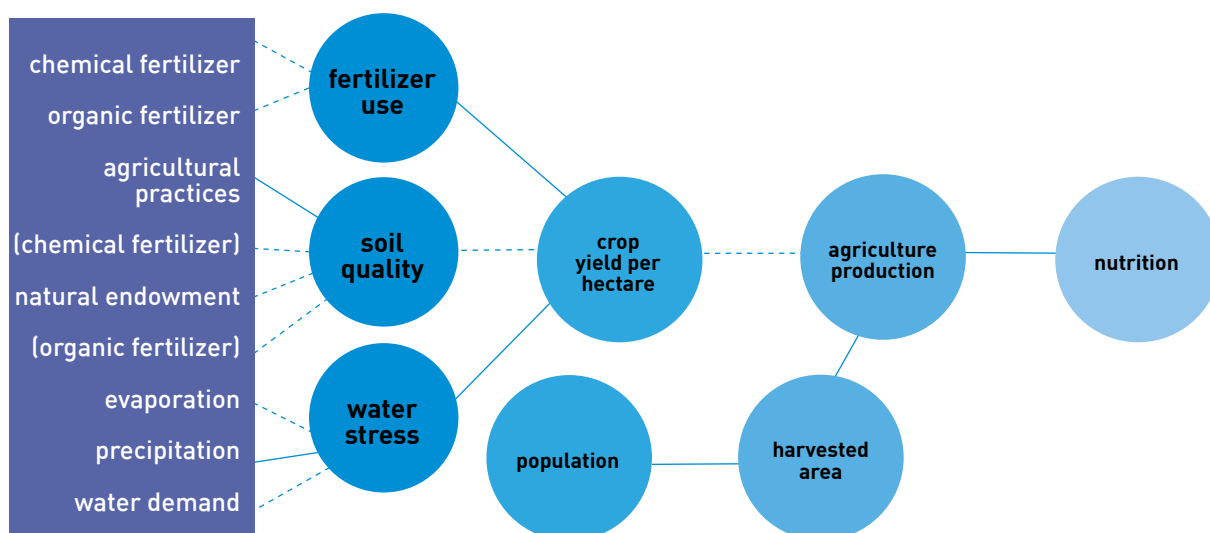 chemical fertilizer
organic fertilizer
agricultural
practices
(chemical fertilizer)
natural endowment
(organic fertilizer)
evaporation
precipitation
water demand
fertilizer
use
soil
quality
water
stress
crop
yield per
hectare
population
agriculture
production
harvested
area
nutrition